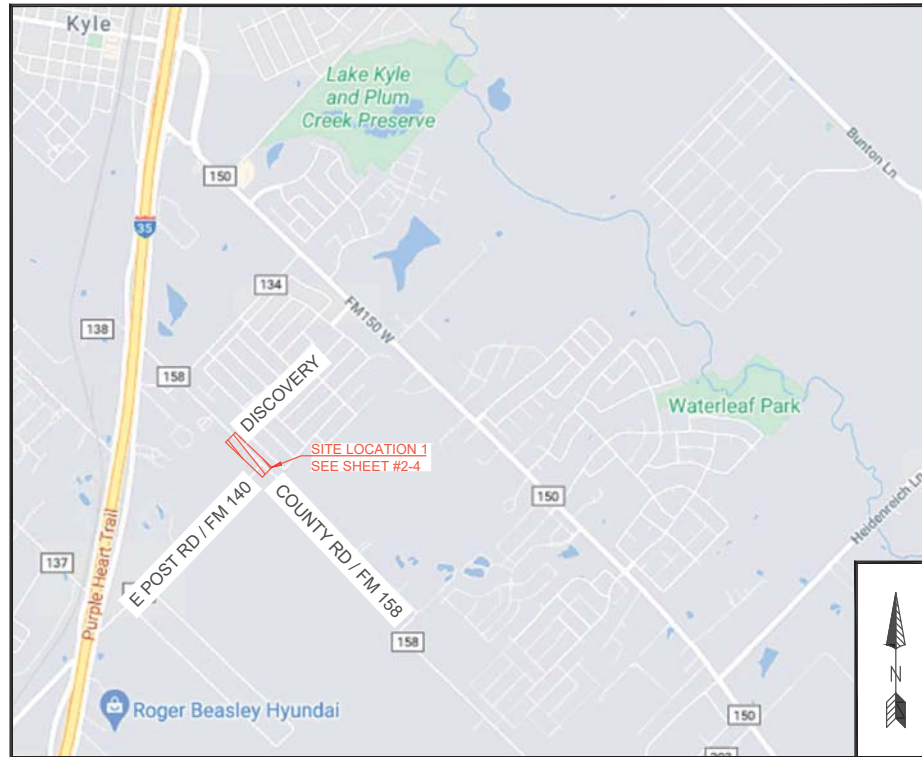 Kyle
Lake Kyle
and Plum
Creek Preserve
Bunton Ln
150
35
134
FM150 W
138
158
DISCOVERY
Waterleaf Park
SITE LOCATION 1
SEE SHEET #2-4
150
Heidenreich Ln
E POST RD / FM 140
COUNTY RD / FM 158
137
Purple Heart Trail
158
N
Roger Beasley Hyundai
150